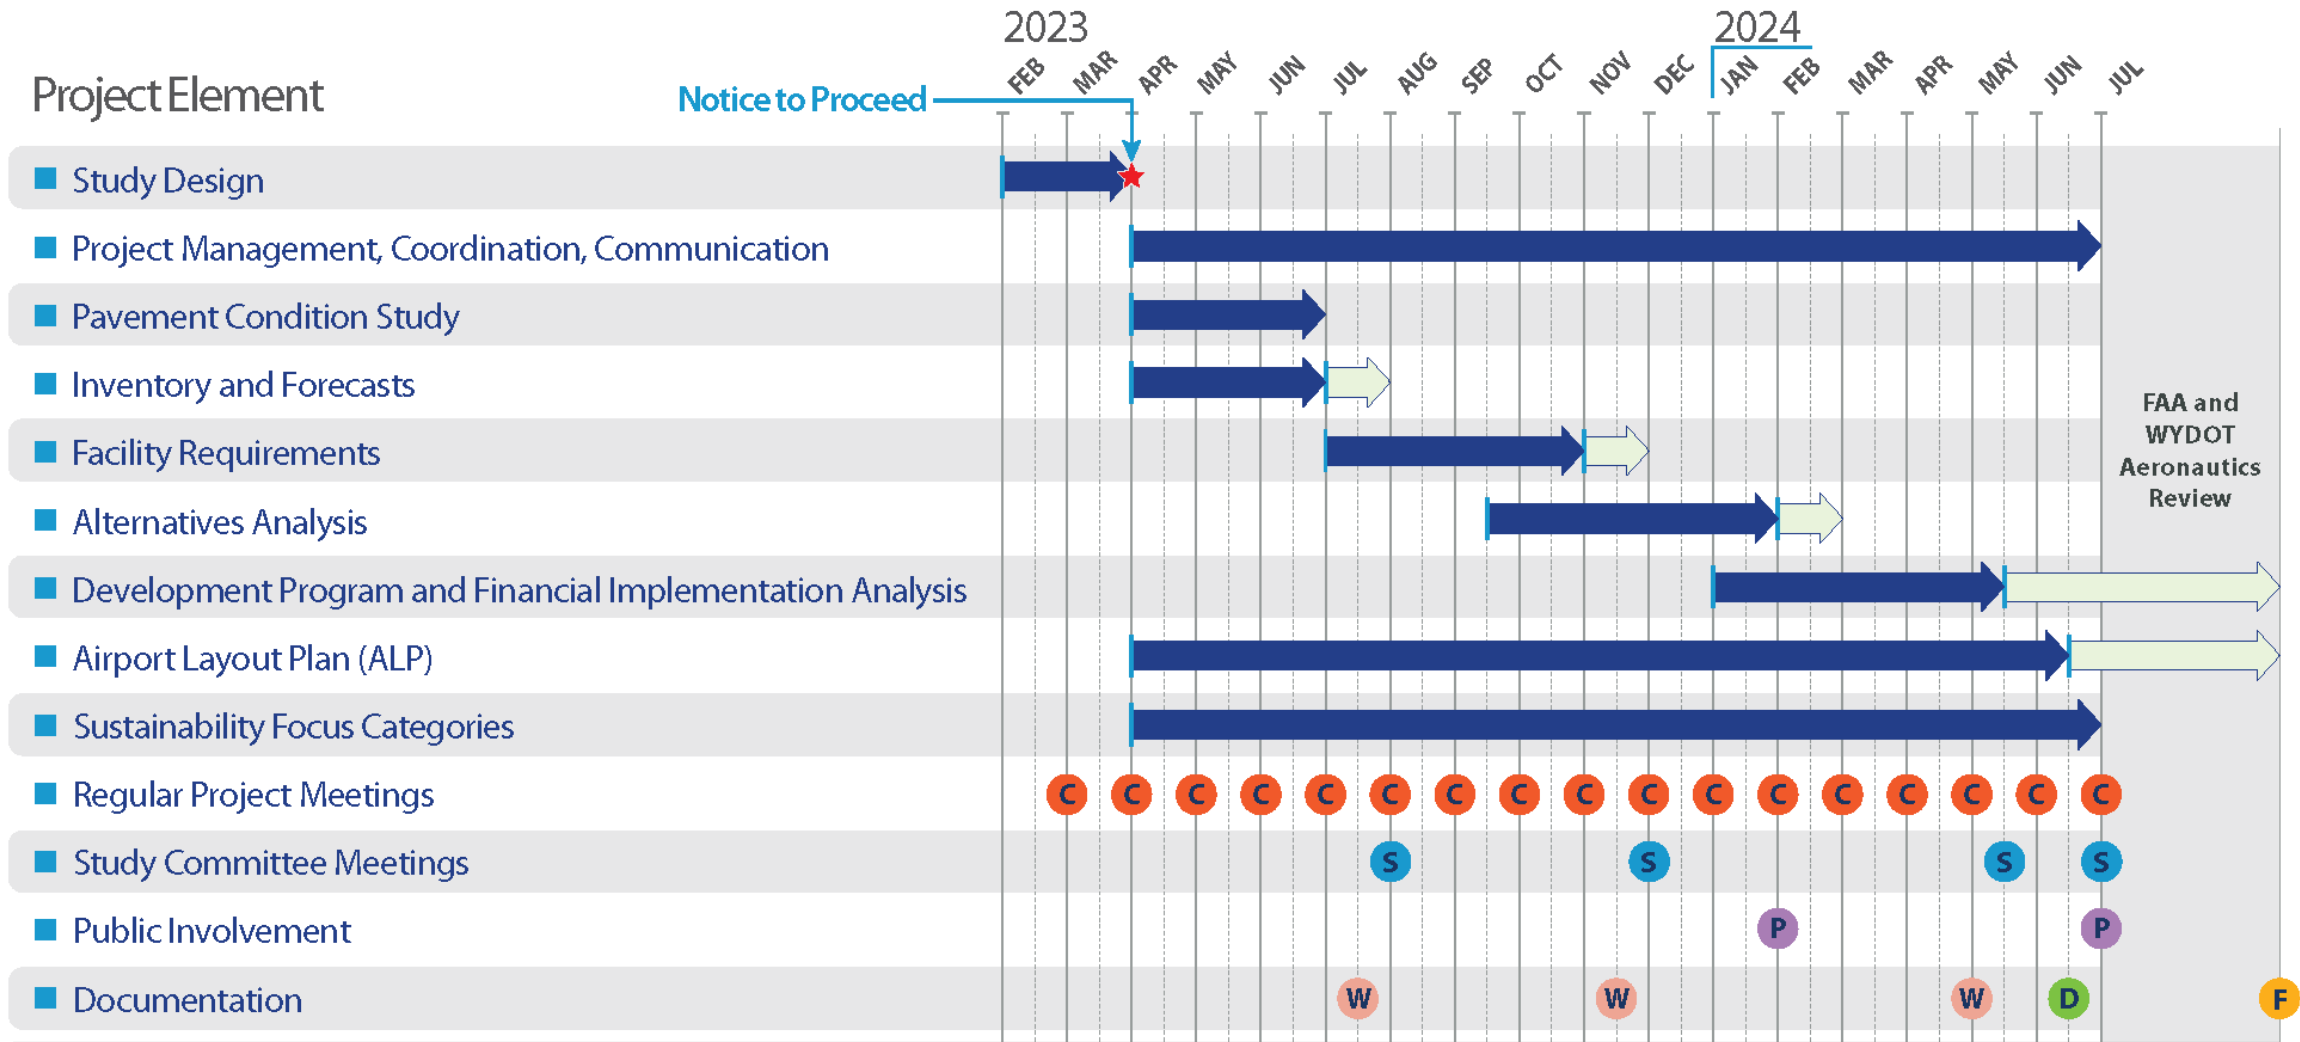 2023
2024
FEB MAR APR MAY JUN JUL AUG SEP OCT NOV DEC JAN FEB MAR APR MAY JUN JUL
Project Element
Notice to Proceed
Study Design
Project Management, Coordination, Communication
Pavement Condition Study
Inventory and Forecasts
FAA and
WYDOT
Aeronautics
Review
Facility Requirements
Alternatives Analysis
Development Program and Financial Implementation Analysis
Airport Layout Plan (ALP)
Sustainability Focus Categories
Regular Project Meetings
C C C C C C C C C C C C C C C C C
Study Committee Meetings
S S S S
Public Involvement
P P
Documentation
W W W D F